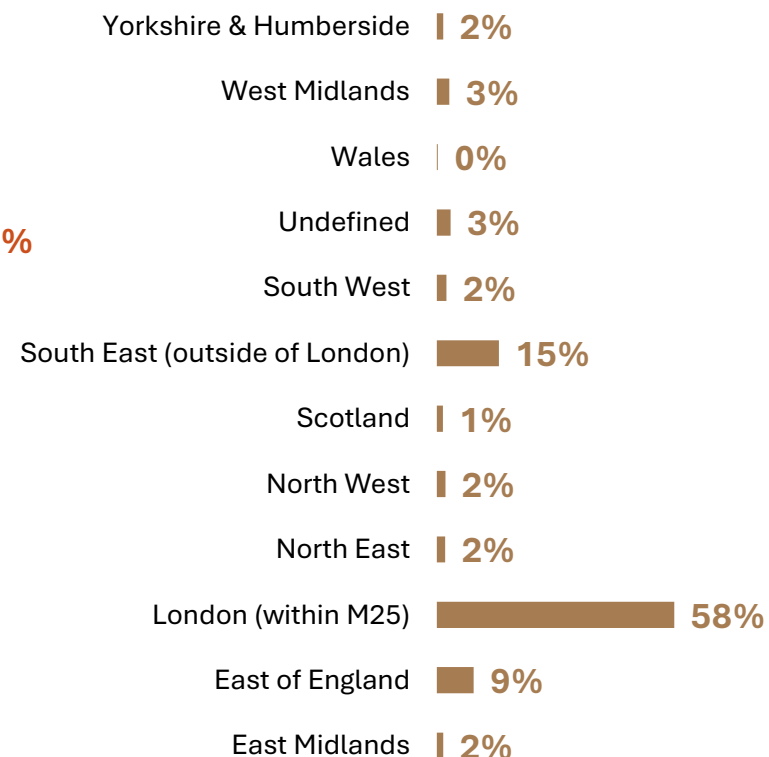 Yorkshire & Humberside 2%
West Midlands 3%
Wales 0%
Undefined 3%
%
South West 2%
South East (outside of London) 15%
Scotland 1%
North West 2%
North East 2%
London (within M25) 58%
East of England 9%
East Midlands 2%